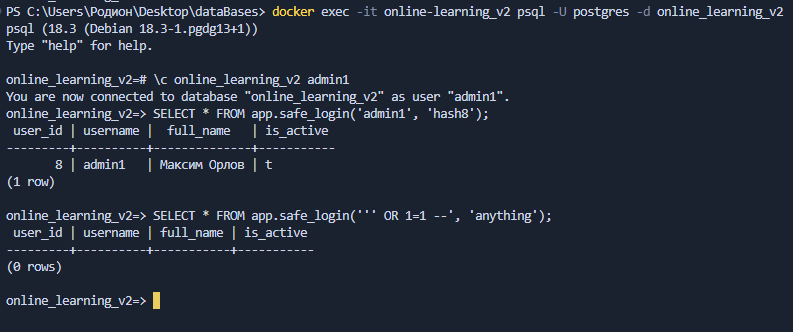 PS C:\Users\Родион\Desktop\dataBases> docker exec -it online-learning_v2 psql -U postgres -d online_learning_v2
psql (18.3 (Debian 18.3-1.pgdg13+1))
Type "help" for help.

online_learning_v2=# \c online_learning_v2 admin1
You are now connected to database "online_learning_v2" as user "admin1".
online_learning_v2=> SELECT * FROM app.safe_login('admin1', 'hash8');
 user_id | username |  full_name   | is_active
---------+----------+--------------+-----------
       8 | admin1   | Максим Орлов | t
(1 row)

online_learning_v2=> SELECT * FROM app.safe_login(''' OR 1=1 --', 'anything');
 user_id | username | full_name | is_active
---------+----------+-----------+-----------
(0 rows)

online_learning_v2=>